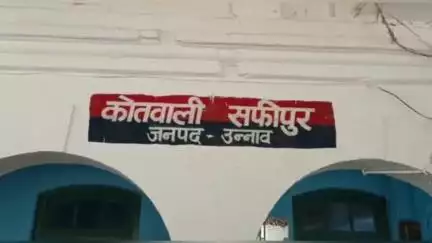 कोतवाली सफीपुर
जनपद - उन्नाव